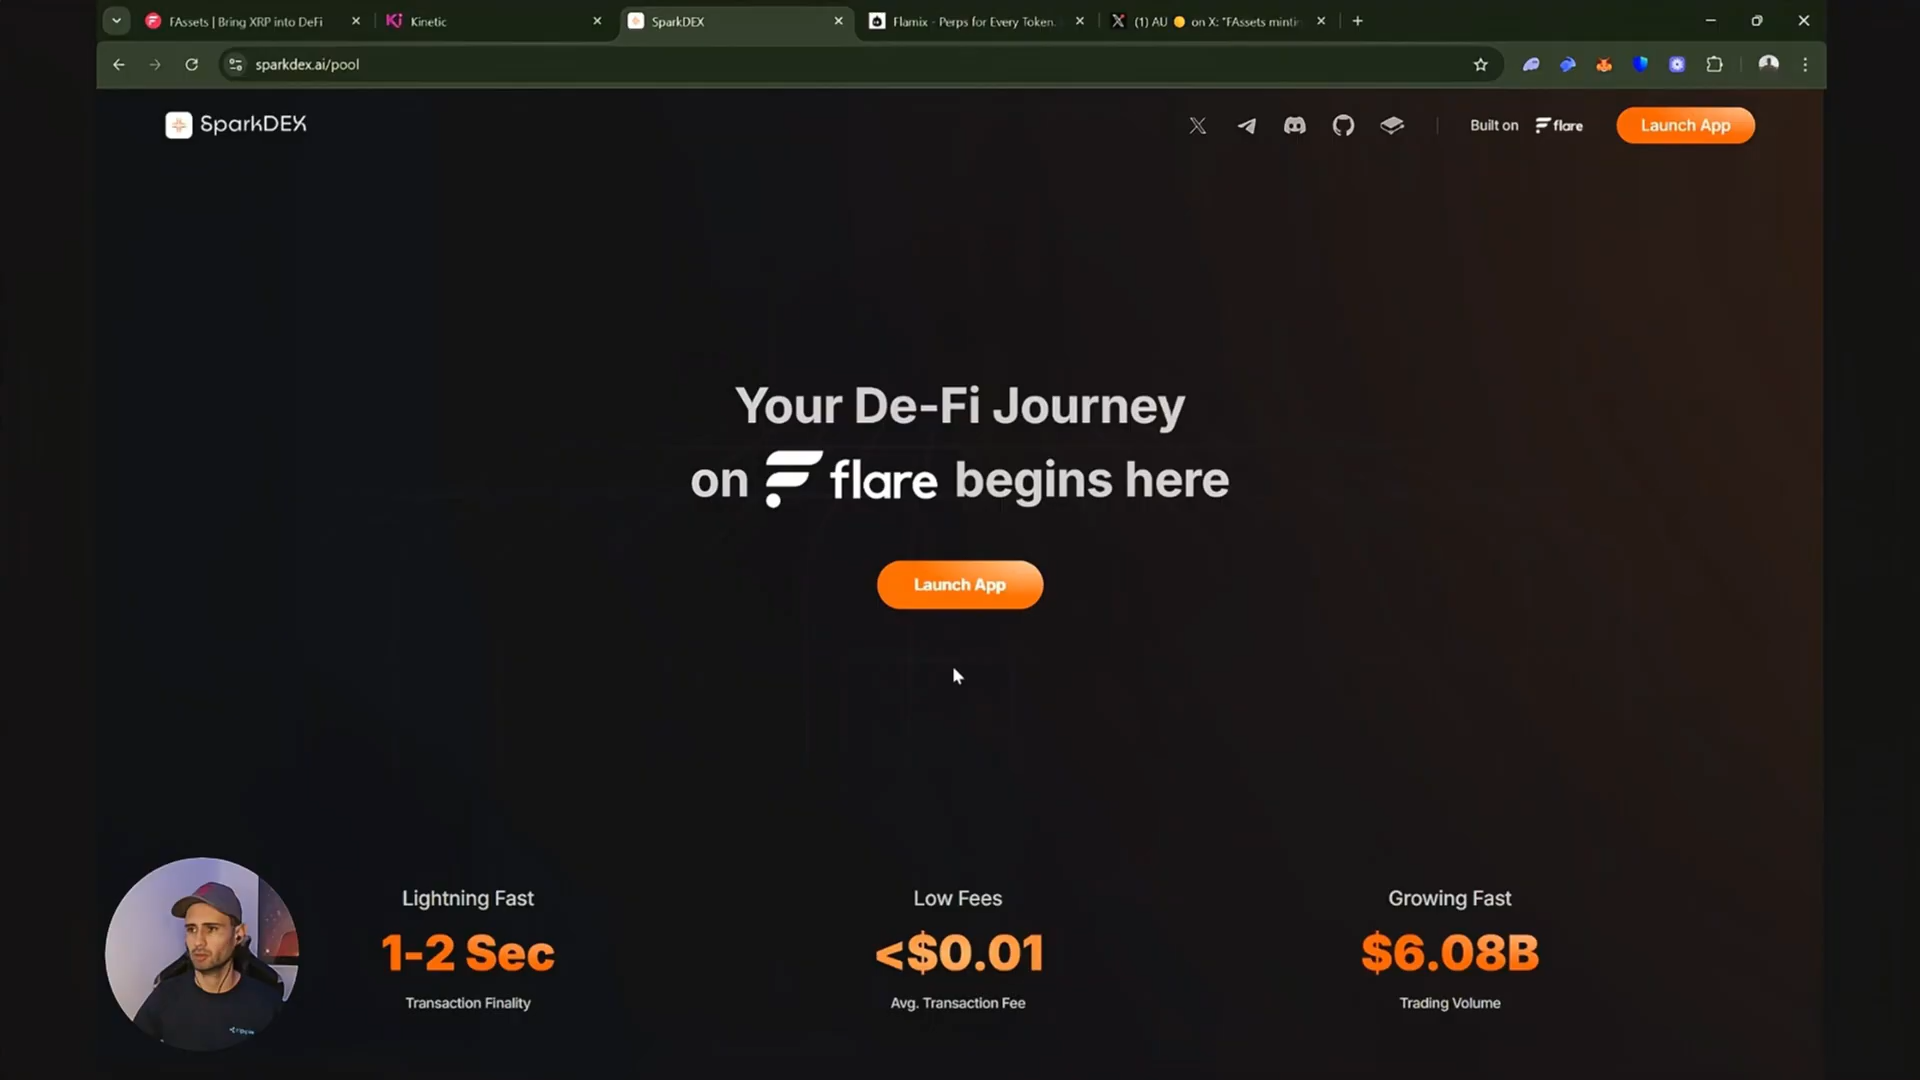 FAssets | Bring XRP into DeFi
Kinetic
SparkDEX
Flamix - Perps for Every Token.
(1) AU on X: "FAssets mintin
sparkdex.ai/pool
SparkDEX
Built on flare
Launch App
Your De-Fi Journey
on flare begins here
Launch App
Lightning Fast
1-2 Sec
Transaction Finality
Low Fees
<$0.01
Avg. Transaction Fee
Growing Fast
$6.08B
Trading Volume
ripple